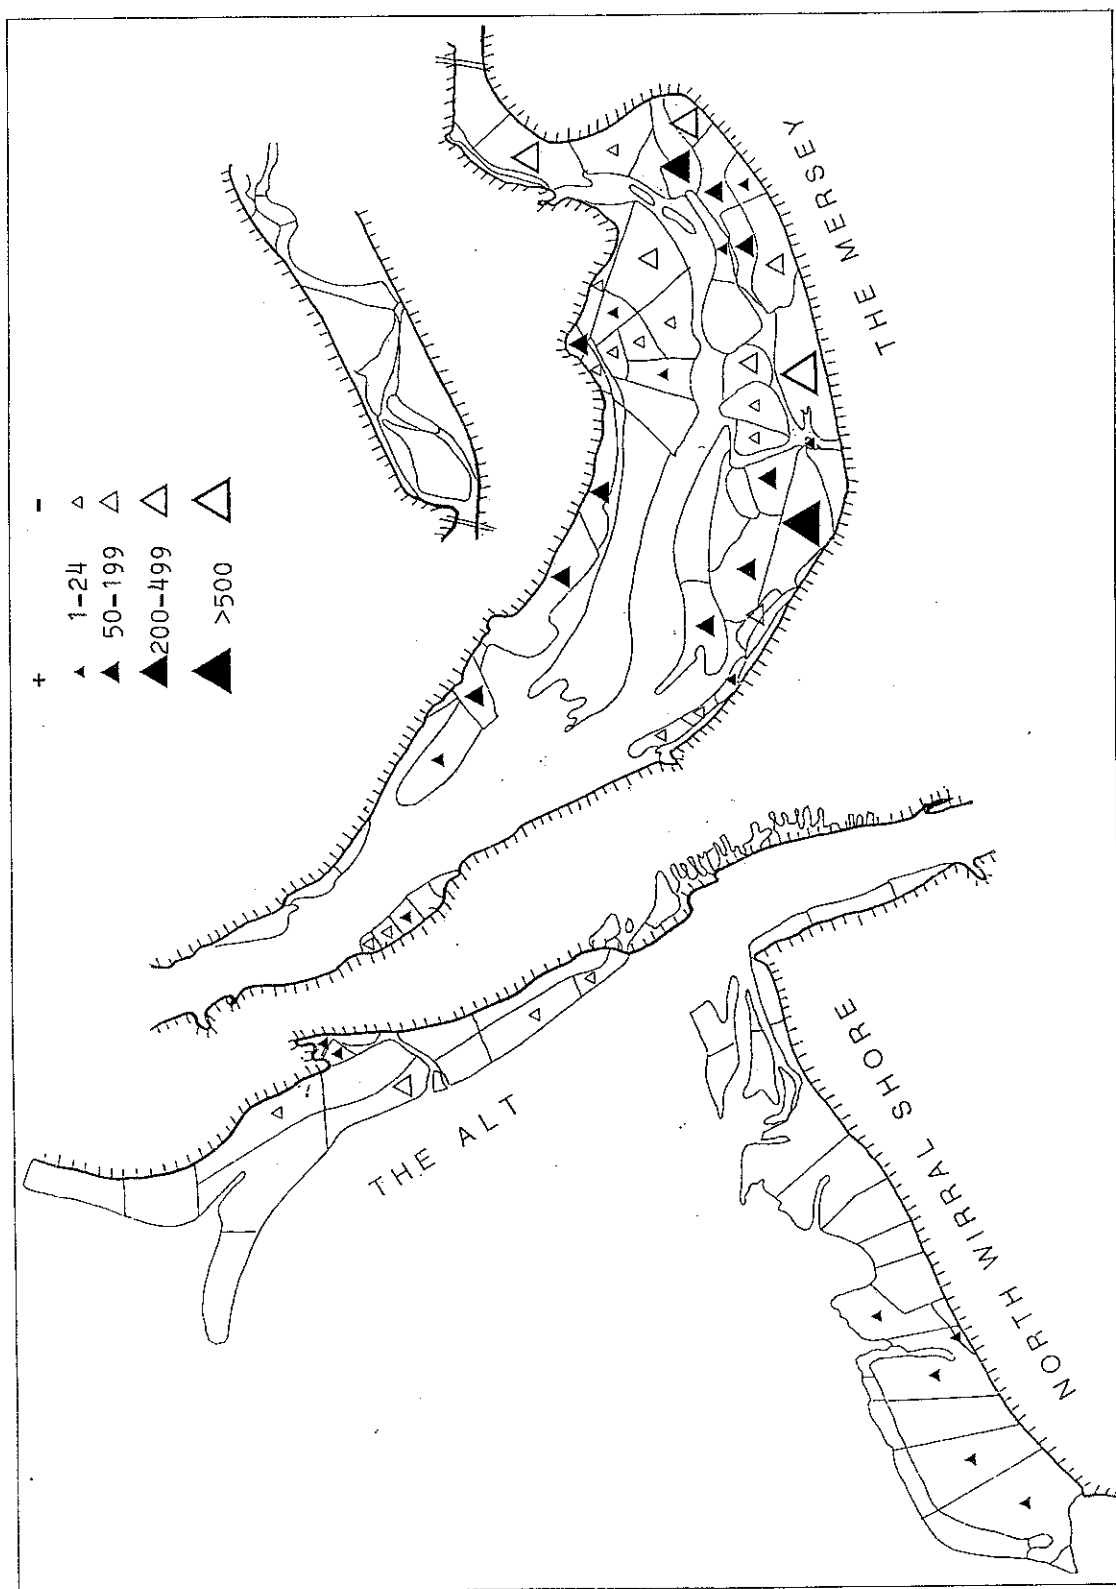 + -
1-24
50-199
200-499
>500
THE MERSEY
THE ALT
NORTH WIRRAL SHORE